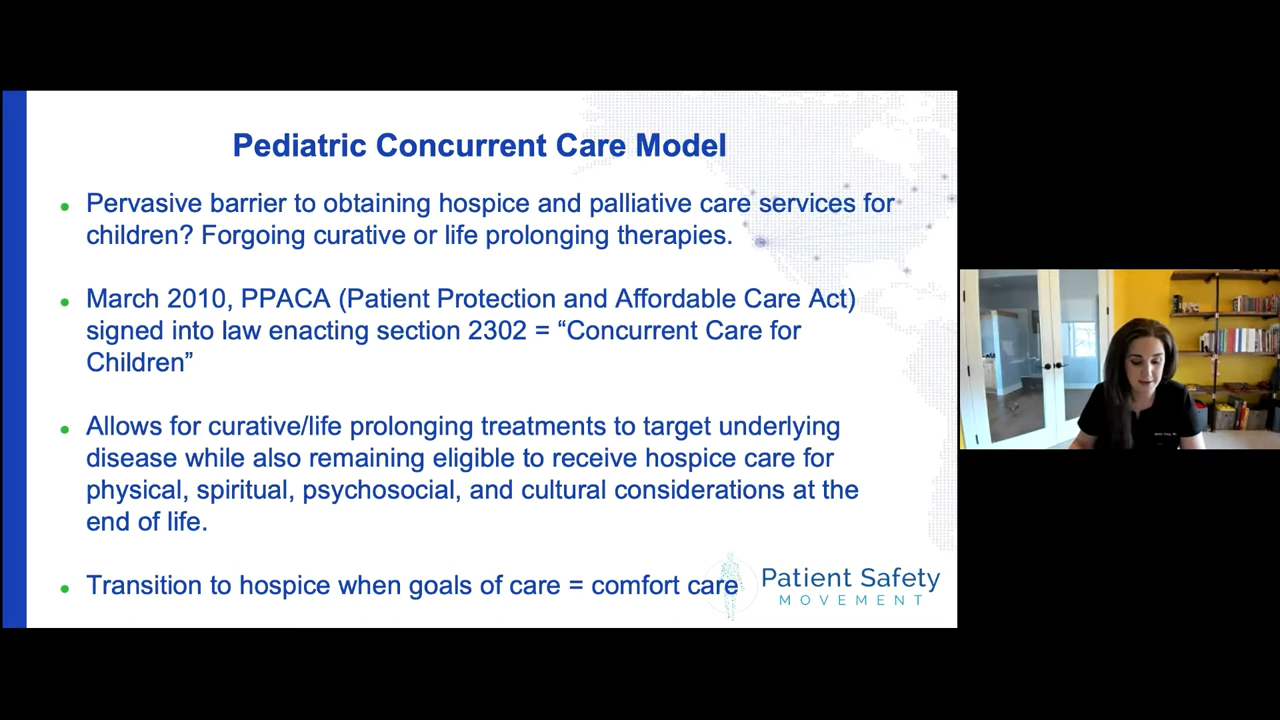 Pediatric Concurrent Care Model
Pervasive barrier to obtaining hospice and palliative care services for
children? Forgoing curative or life prolonging therapies.
March 2010, PPACA (Patient Protection and Affordable Care Act)
signed into law enacting section 2302 = “Concurrent Care for
Children”
Allows for curative/life prolonging treatments to target underlying
disease while also remaining eligible to receive hospice care for
physical, spiritual, psychosocial, and cultural considerations at the
end of life.
Transition to hospice when goals of care = comfort care
Patient Safety
MOVEMENT